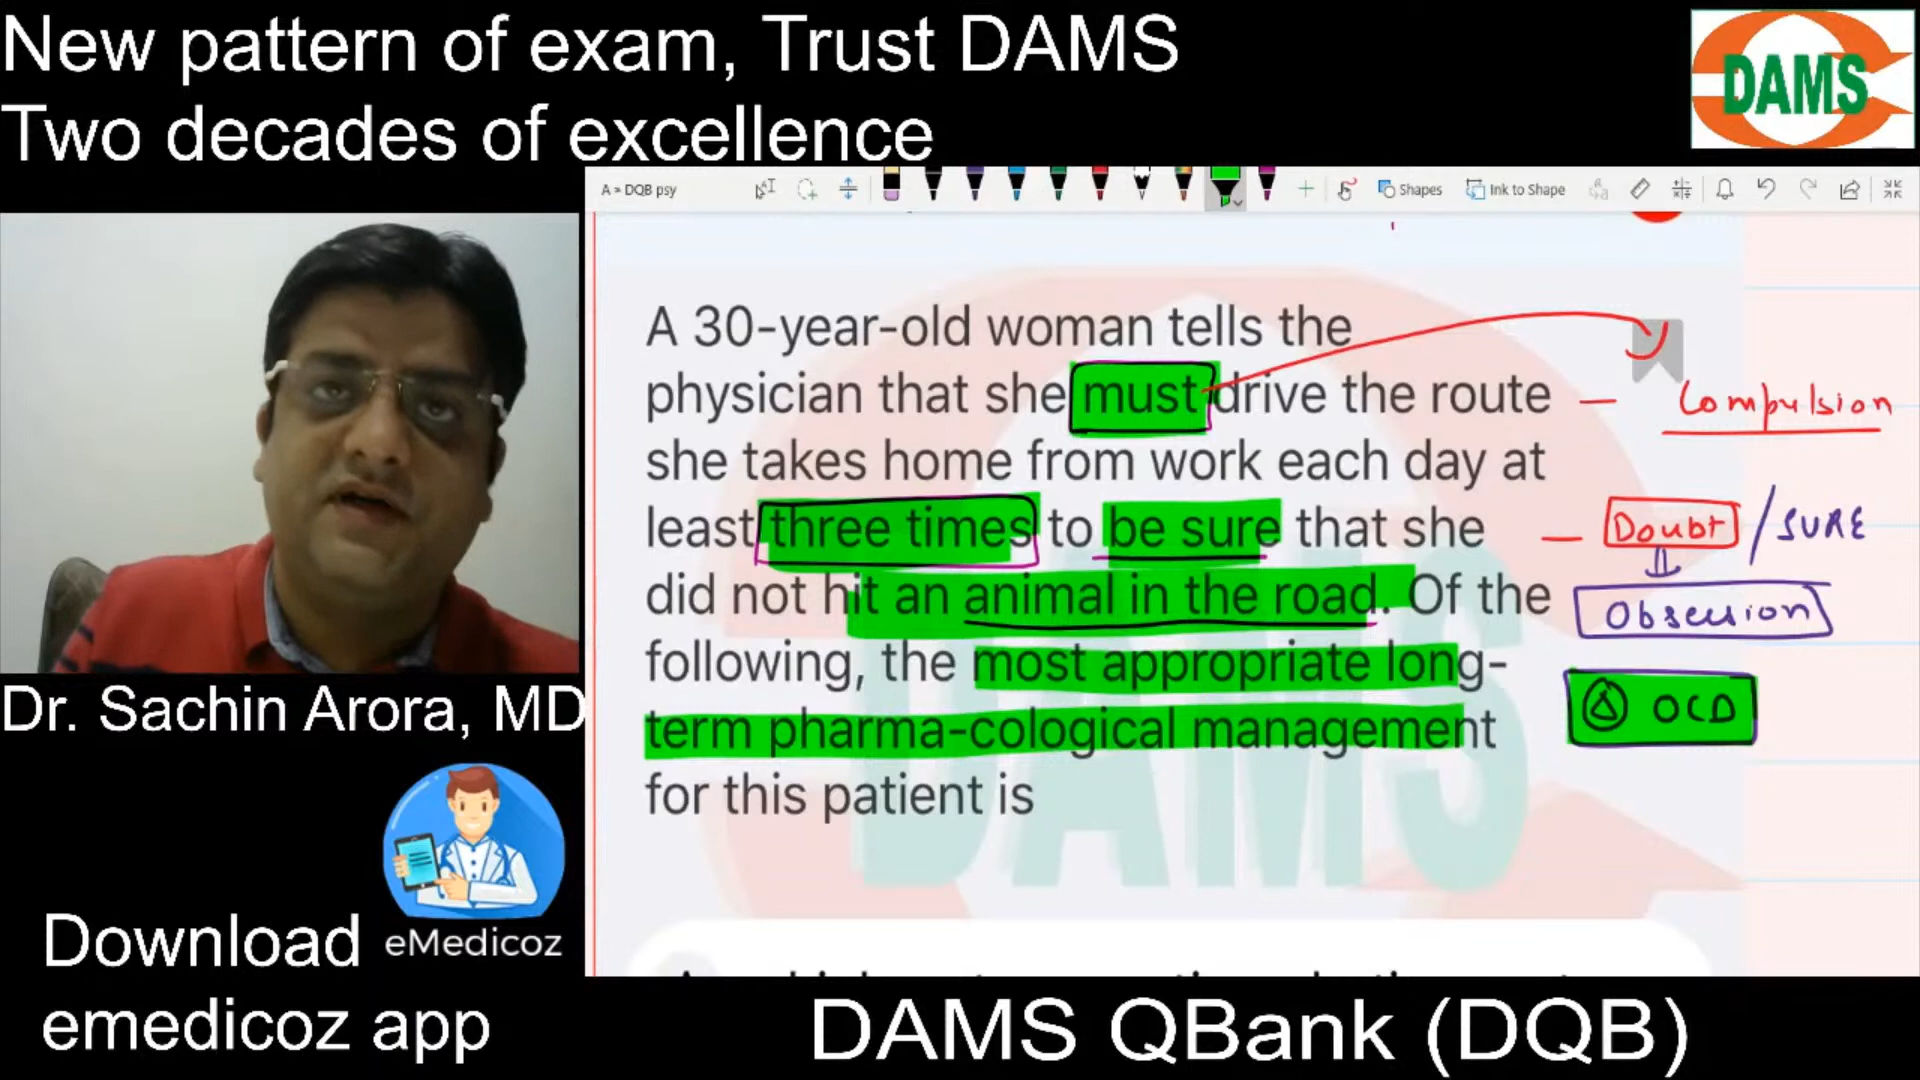 New pattern of exam, Trust DAMS
Two decades of excellence
DAMS
A » DQB psy
Shapes
Ink to Shape
A 30-year-old woman tells the
physician that she must drive the route
she takes home from work each day at
least three times to be sure that she
did not hit an animal in the road. Of the
following, the most appropriate long-
term pharma-cological management
for this patient is
DAMS
Compulsion
Doubt / SURE
Obsession
OCD
Dr. Sachin Arora, MD
Download
emedicoz app
eMedicoz
DAMS QBank (DQB)